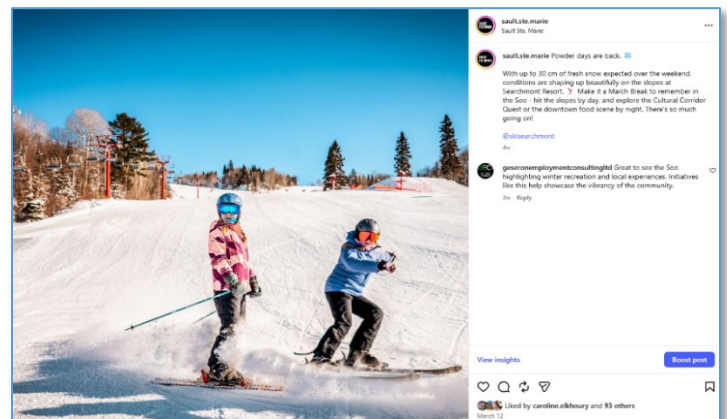 sault.ste.marie
Sault Ste. Marie
sault.ste.marie Powder days are back. ❄️
With up to 30 cm of fresh snow expected over the weekend,
conditions are shaping up beautifully on the slopes at
Searchmont Resort. ⛷️ Make it a March Break to remember in
the Soo - hit the slopes by day, and explore the Cultural Corridor
Quest or the downtown food scene by night. There's so much
going on!
@skisearchmont
4w
geseronemploymentconsultingltd Great to see the Soo
highlighting winter recreation and local experiences. Initiatives
like this help showcase the vibrancy of the community.
3w Reply
View insights
Boost post
Liked by caroline.elkhoury and 93 others
March 12